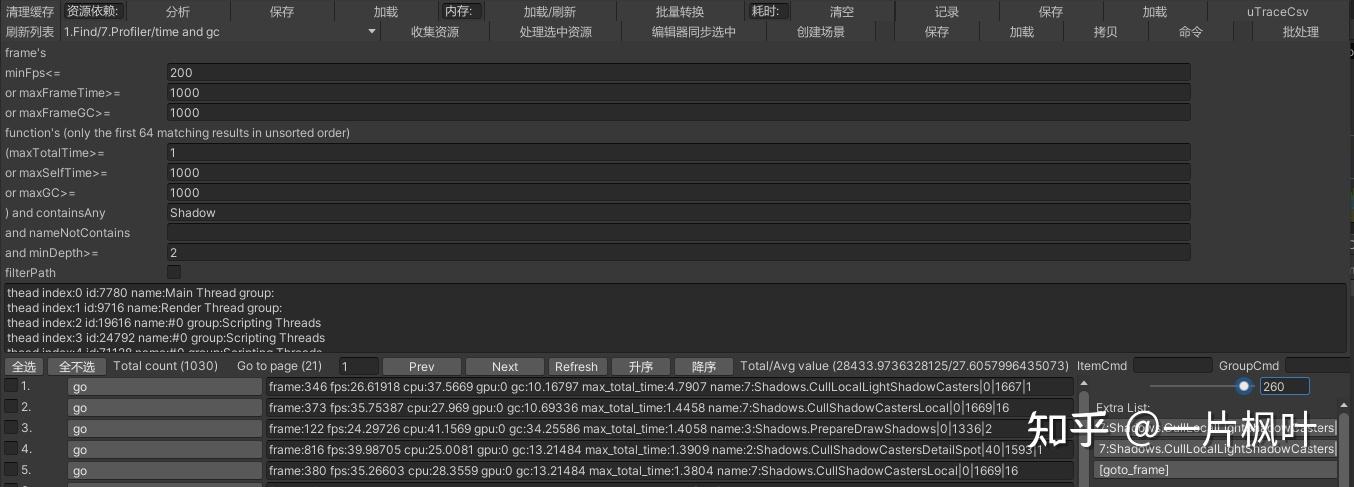 清理缓存 资源依赖: 分析 保存 加载 内存: 加载/刷新 批量转换 耗时: 清空 记录 保存 加载 uTraceCsv
刷新列表 1.Find/7.Profiler/time and gc 收集资源 处理选中资源 编辑器同步选中 创建场景 保存 加载 拷贝 命令 批处理
frame's
minFps<= 200
or maxFrameTime>= 1000
or maxFrameGC>= 1000
function's (only the first 64 matching results in unsorted order)
(maxTotalTime>= 1
or maxSelfTime>= 1000
or maxGC>= 1000
) and containsAny Shadow
and nameNotContains
and minDepth>= 2
filterPath
thead index:0 id:7780 name:Main Thread group:
thead index:1 id:9716 name:Render Thread group:
thead index:2 id:19616 name:#0 group:Scripting Threads
thead index:3 id:24792 name:#0 group:Scripting Threads
thead index:4 id:71128 name:#0 group:Scripting Threads
全选 全不选 Total count (1030) Go to page (21) 1 Prev Next Refresh 升序 降序 Total/Avg value (28433.9736328125/27.6057996435073) ItemCmd GroupCmd
1. go frame:346 fps:26.61918 cpu:37.5669 gpu:0 gc:10.16797 max_total_time:4.7907 name:7:Shadows.CullLocalLightShadowCasters|0|1667|1 260
2. go frame:373 fps:35.75387 cpu:27.969 gpu:0 gc:10.69336 max_total_time:1.4458 name:7:Shadows.CullShadowCastersLocal|0|1669|16 Extra List:
3. go frame:122 fps:24.29726 cpu:41.1569 gpu:0 gc:34.25586 max_total_time:1.4058 name:3:Shadows.PrepareDrawShadows|0|1336|2 7:Shadows.CullLocalLightShadowCasters|
4. go frame:816 fps:39.98705 cpu:25.0081 gpu:0 gc:13.21484 max_total_time:1.3909 name:2:Shadows.CullShadowCastersDetailSpot|40|1593|1 7:Shadows.CullLocalLightShadowCasters|
5. go frame:380 fps:35.26603 cpu:28.3559 gpu:0 gc:13.21484 max_total_time:1.3804 name:7:Shadows.CullShadowCastersLocal|0|1669|16 [goto_frame]
知乎 @一片枫叶